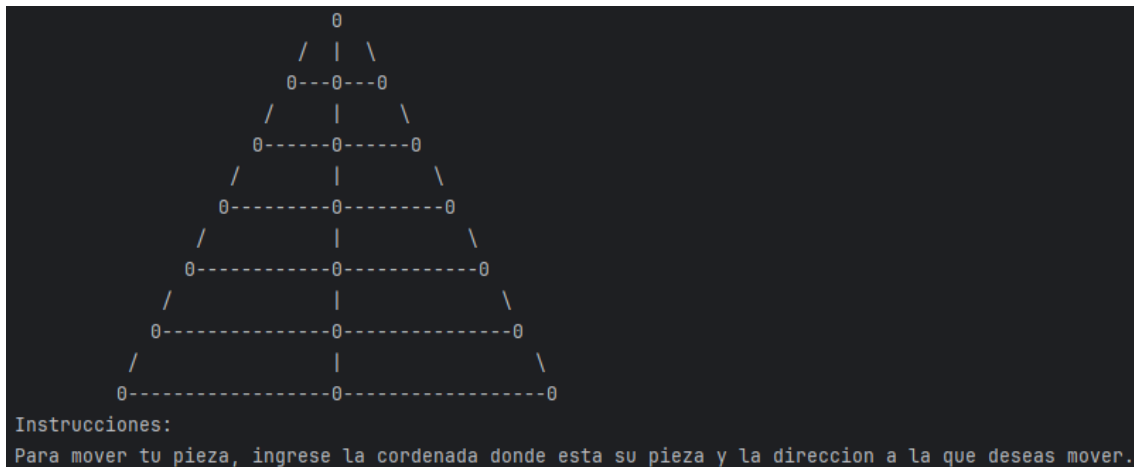 0
/ | \
0---0---0
/ | \
0------0------0
/ | \
0---------0---------0
/ | \
0------------0------------0
/ | \
0---------------0---------------0
/ | \
0------------------0------------------0
Instrucciones:
Para mover tu pieza, ingrese la cordenada donde esta su pieza y la direccion a la que deseas mover.